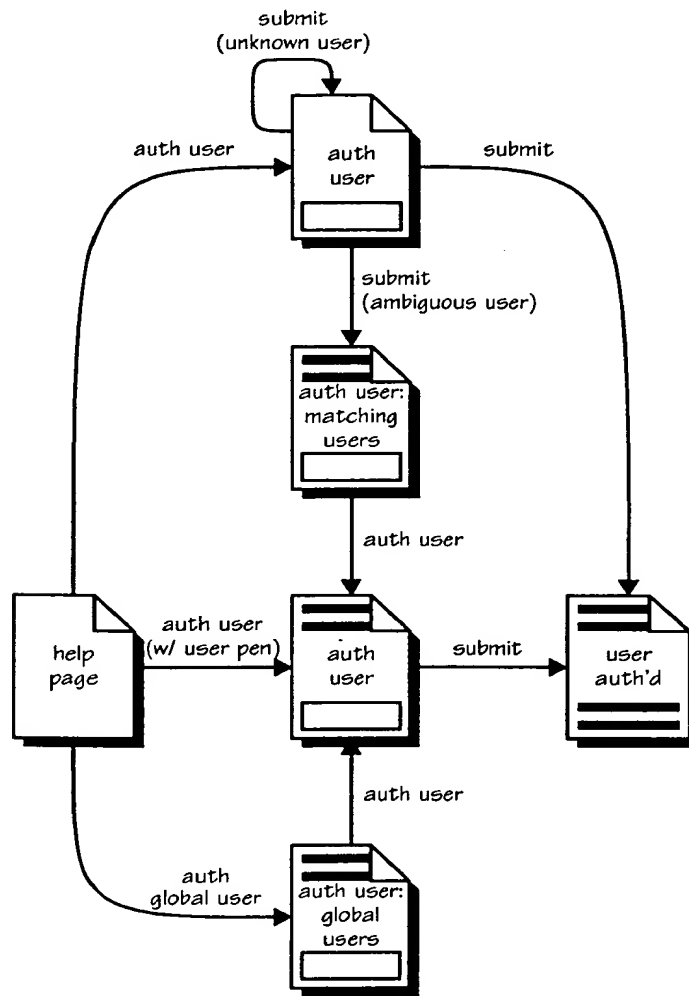 submit
(unknown user)
auth user
auth
user
submit
submit
(ambiguous user)
auth user:
matching
users
auth user
help
page
auth user
(w/ user pen)
auth
user
submit
user
auth'd
auth user
auth
global user
auth user:
global
users